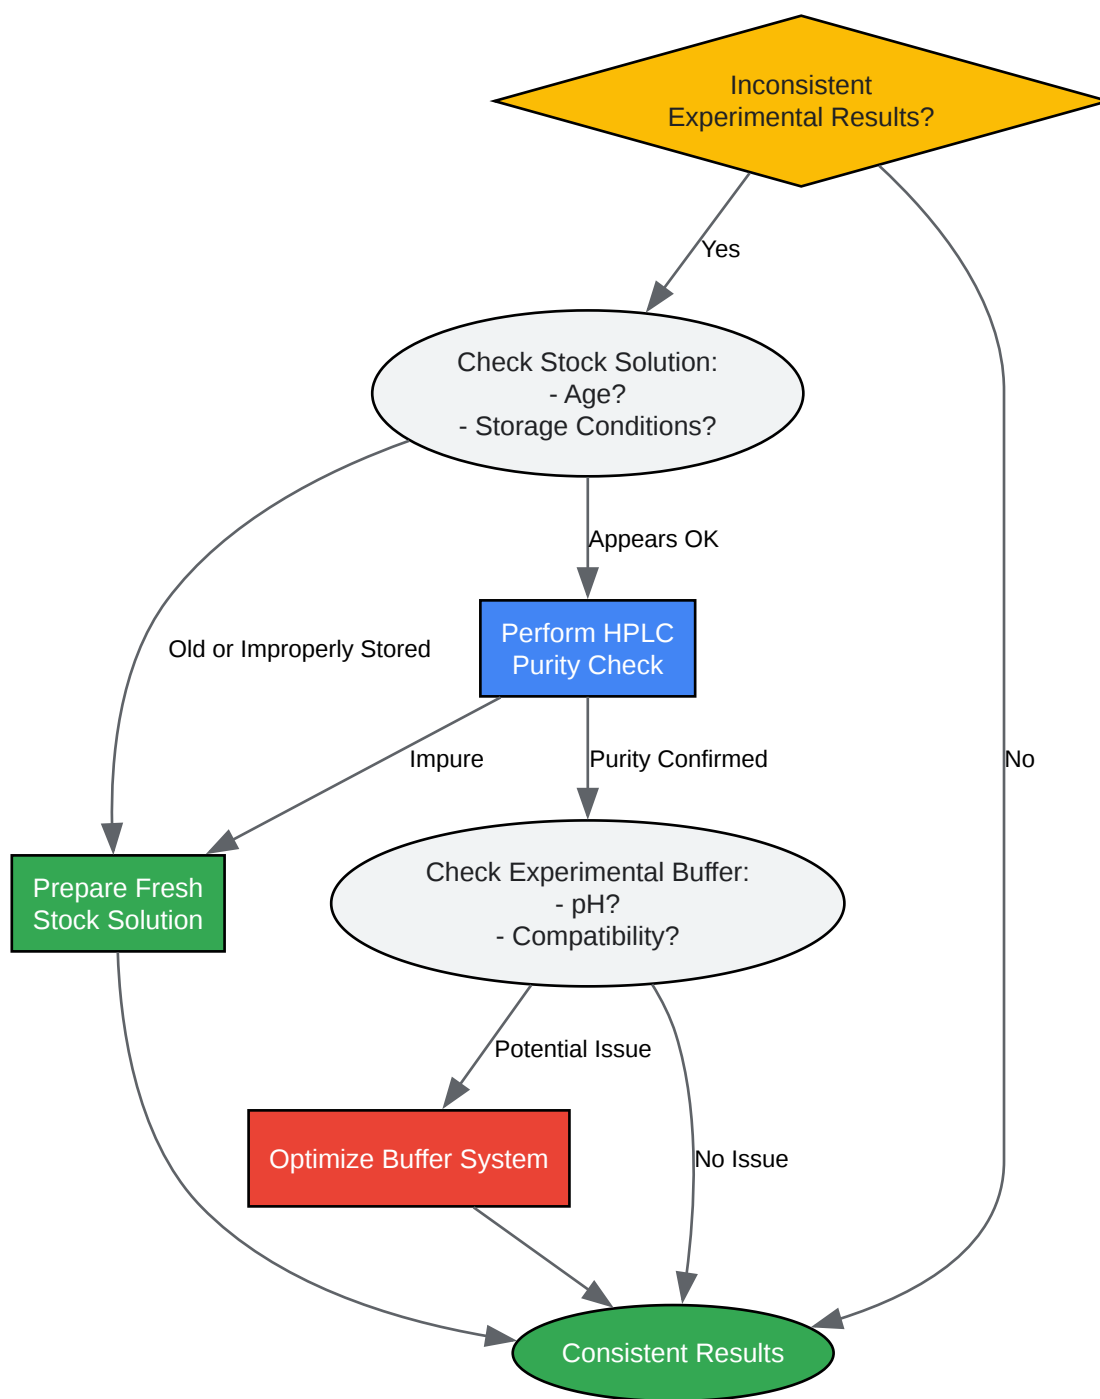 Inconsistent
Experimental Results?
Yes
Check Stock Solution:
- Age?
- Storage Conditions?
Appears OK
Old or Improperly Stored
Perform HPLC
Purity Check
Impure
Purity Confirmed
No
Prepare Fresh
Stock Solution
Check Experimental Buffer:
- pH?
- Compatibility?
Potential Issue
Optimize Buffer System
No Issue
Consistent Results